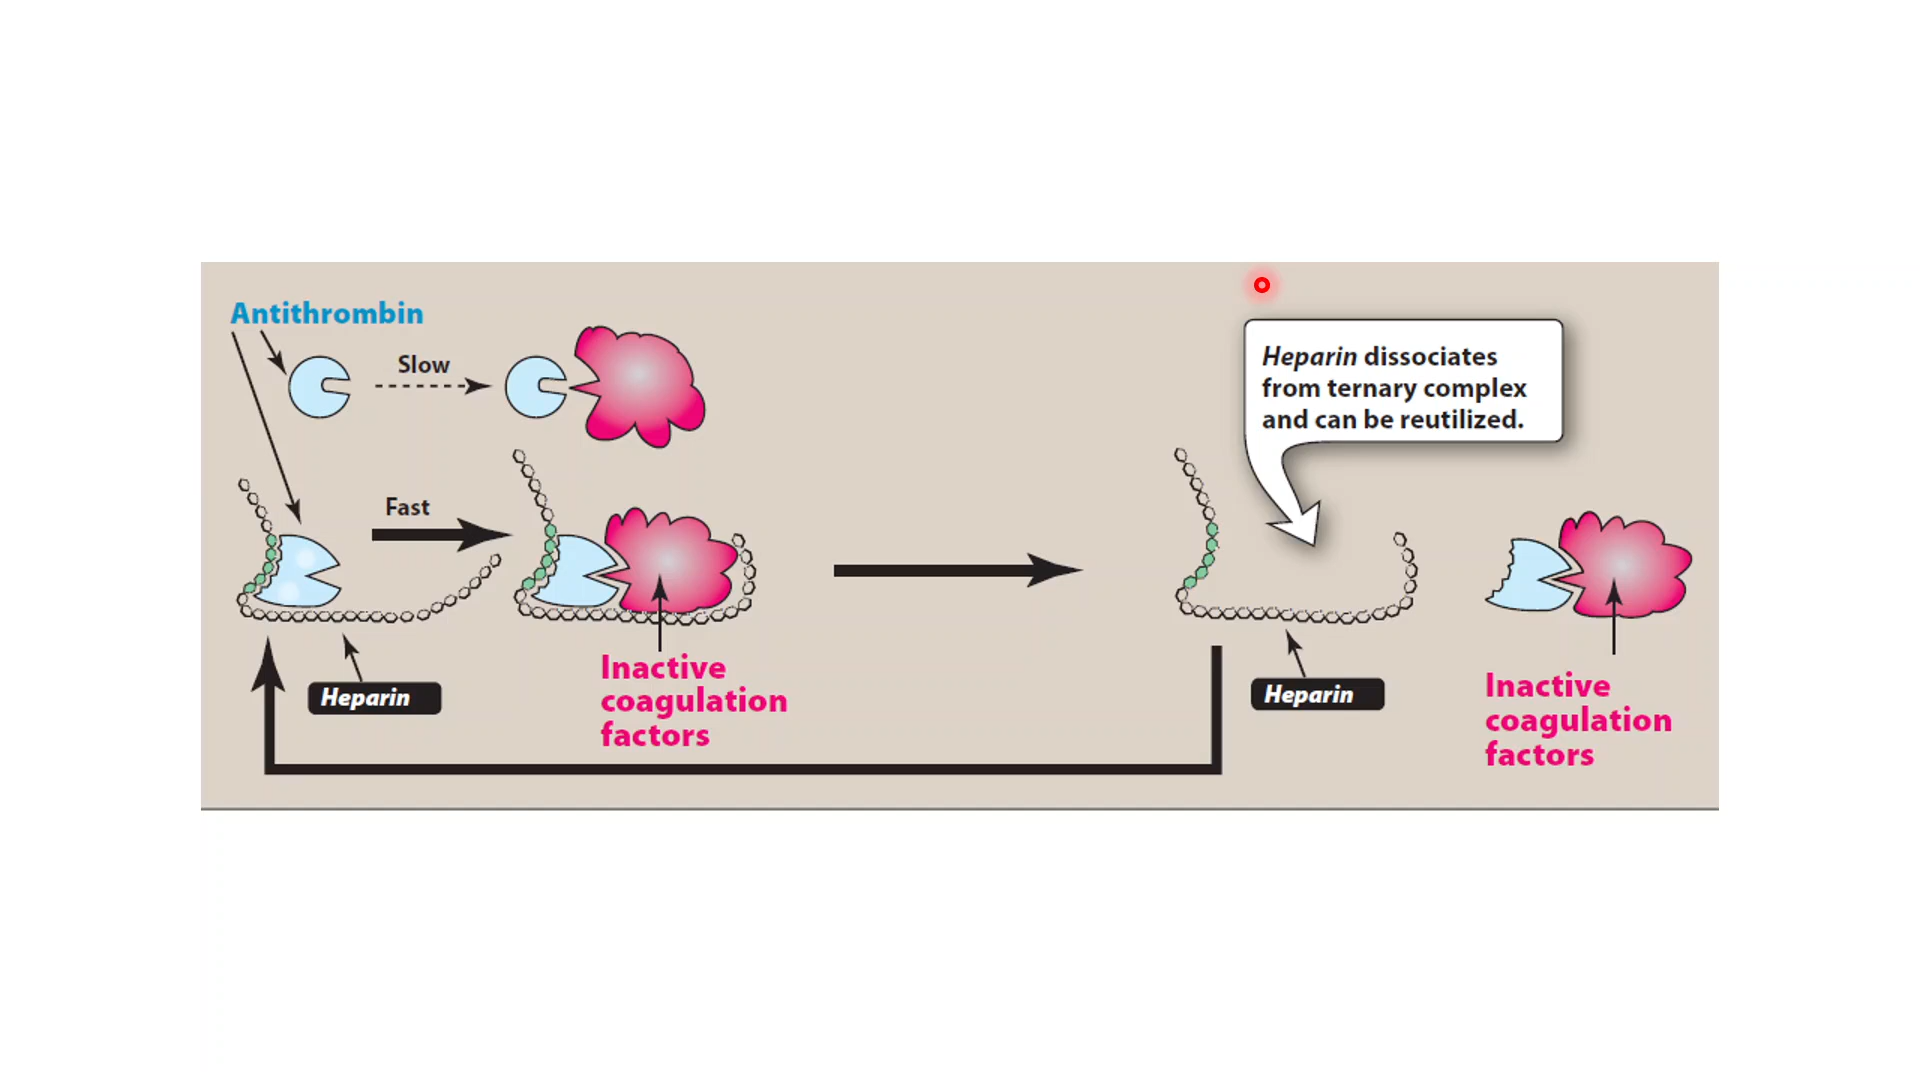 Antithrombin
Slow
Heparin dissociates
from ternary complex
and can be reutilized.
Fast
Heparin
Inactive
coagulation
factors
Heparin
Inactive
coagulation
factors